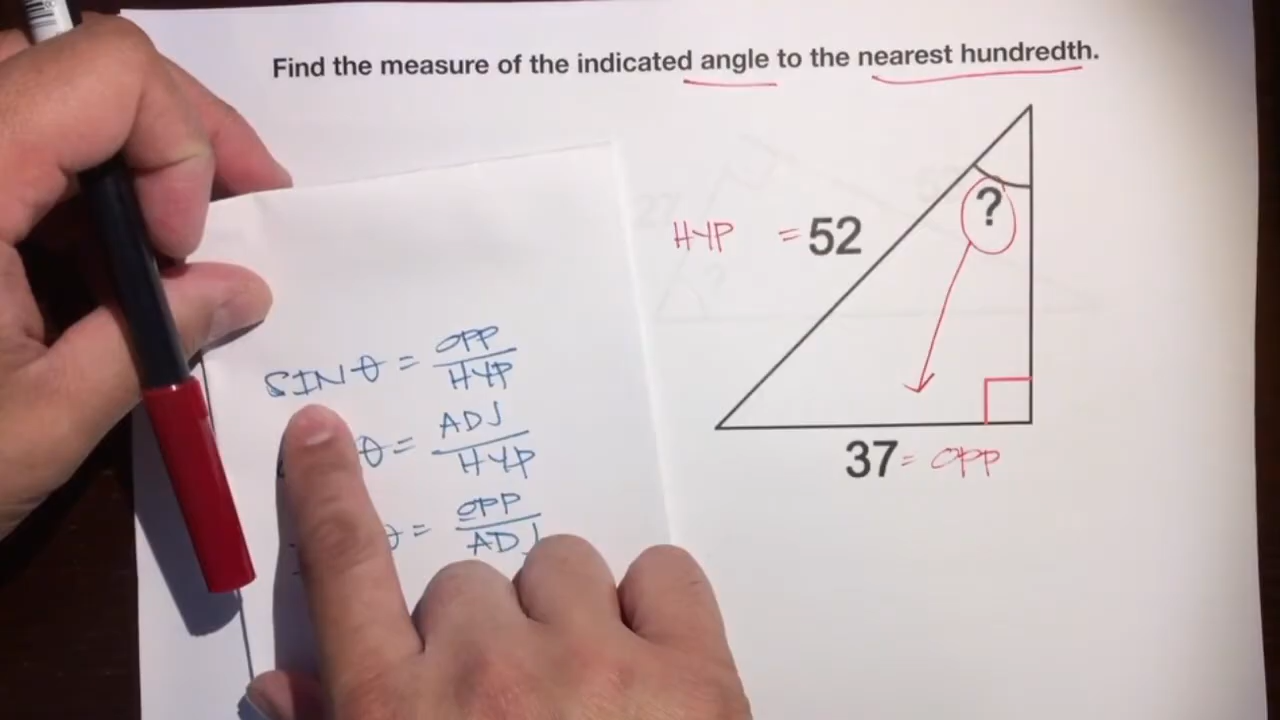 Find the measure of the indicated angle to the nearest hundredth.
?
HYP = 52
37 = OPP
SIN θ = OPP / HYP
θ = ADJ / HYP
θ = OPP / ADJ